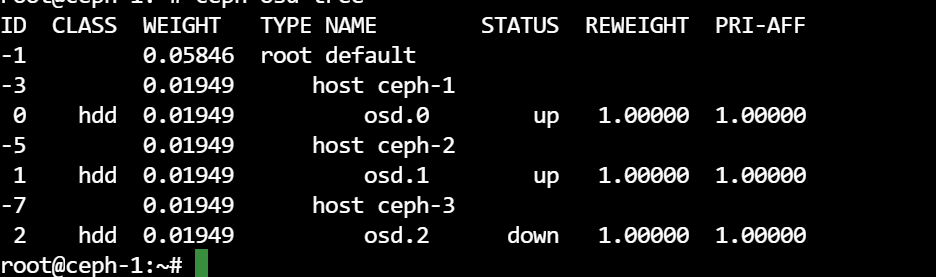 root@ceph-1:~# ceph osd tree
ID  CLASS  WEIGHT   TYPE NAME        STATUS  REWEIGHT  PRI-AFF
-1         0.05846  root default
-3         0.01949      host ceph-1
 0    hdd  0.01949          osd.0        up   1.00000  1.00000
-5         0.01949      host ceph-2
 1    hdd  0.01949          osd.1        up   1.00000  1.00000
-7         0.01949      host ceph-3
 2    hdd  0.01949          osd.2      down   1.00000  1.00000
root@ceph-1:~#